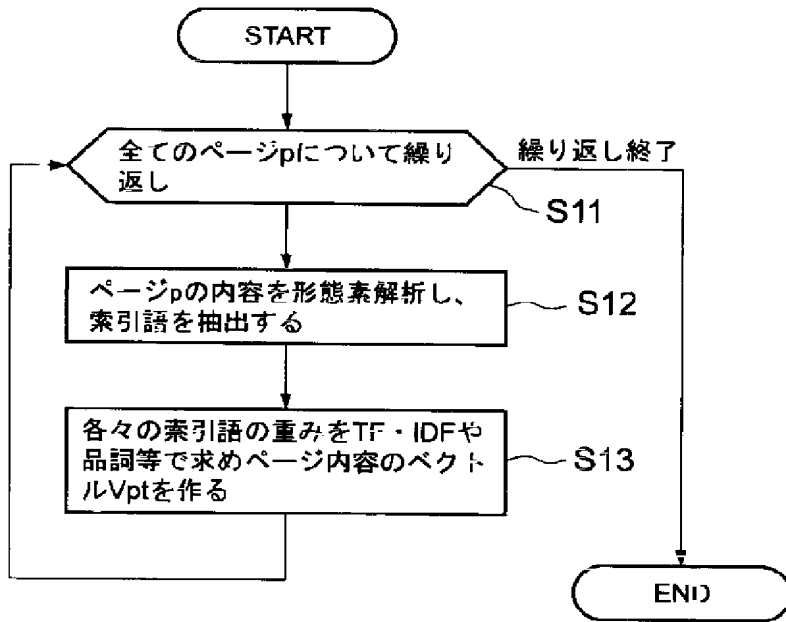 START
全てのページpについて繰り
返し
繰り返し終了
S11
ページpの内容を形態素解析し、
索引語を抽出する
S12
各々の索引語の重みをTF・IDFや
品詞等で求めページ内容のベクト
ルVptを作る
S13
END